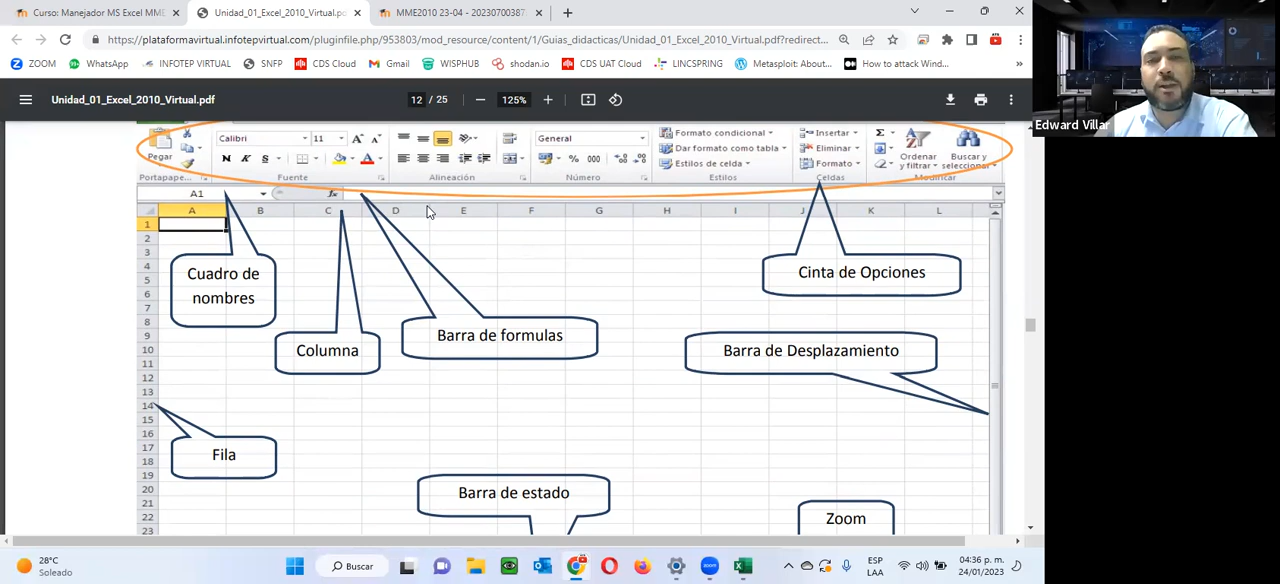 Curso: Manejador MS Excel MME
Unidad_01_Excel_2010_Virtual.pdf
MME2010 23-04 - 2023070038
https://plataformavirtual.infotepvirtual.com/pluginfile.php/953803/mod_re
ntent/1/Guias_didacticas/Unidad_01_Excel_2010_Virtual.pdf?redirect...
ZOOM WhatsApp INFOTEP VIRTUAL SNFP CDS Cloud Gmail WISPHUB shodan.io CDS UAT Cloud LINCSPRING Metasploit: About... How to attack Wind...
Unidad_01_Excel_2010_Virtual.pdf 12 / 25 125%
Edward Villar
Calibri 11 General Formato condicional Insertar
Dar formato como tabla Eliminar
Pegar N K S % 000 Estilos de celda Formato Ordenar y filtrar Buscar y seleccionar
Portapape... Fuente Alineación Número Estilos Celdas Modificar
A1 fx
A B C D E F G H I J K L
1
2
3
4
5
6
7
8
9
10
11
12
13
14
15
16
17
18
19
20
21
22
23
Cuadro de
nombres
Cinta de Opciones
Barra de formulas
Columna
Barra de Desplazamiento
Fila
Barra de estado
Zoom
28°C
Soleado
Buscar
ESP
LAA
04:36 p. m.
24/01/2023